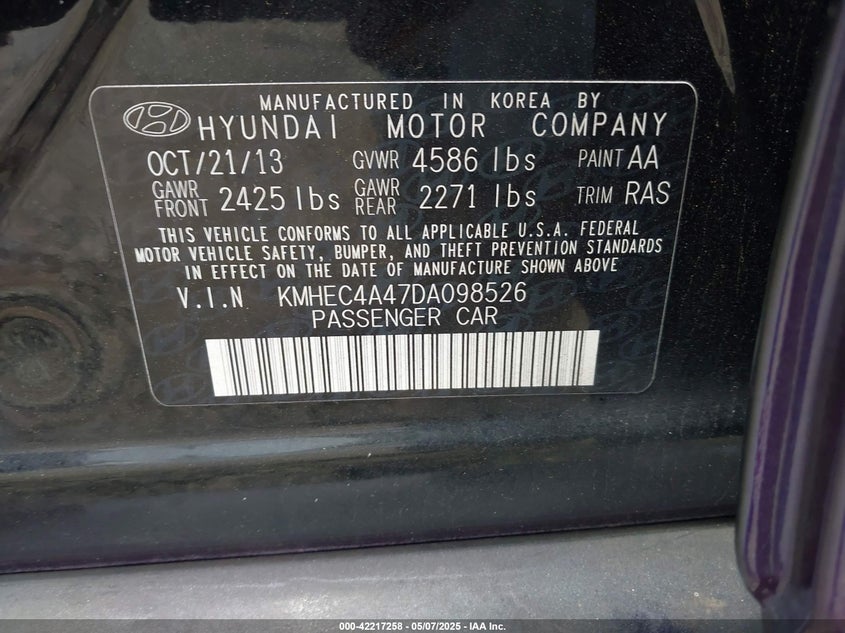 MANUFACTURED IN KOREA BY
HYUNDAI MOTOR COMPANY
OCT/21/13 GVWR 4586 lbs PAINT AA
GAWR FRONT 2425 lbs GAWR REAR 2271 lbs TRIM RAS
THIS VEHICLE CONFORMS TO ALL APPLICABLE U.S.A. FEDERAL
MOTOR VEHICLE SAFETY, BUMPER, AND THEFT PREVENTION STANDARDS
IN EFFECT ON THE DATE OF MANUFACTURE SHOWN ABOVE
V.I.N KMHEC4A47DA098526
PASSENGER CAR
000-42217258 - 05/07/2025 - IAA Inc.